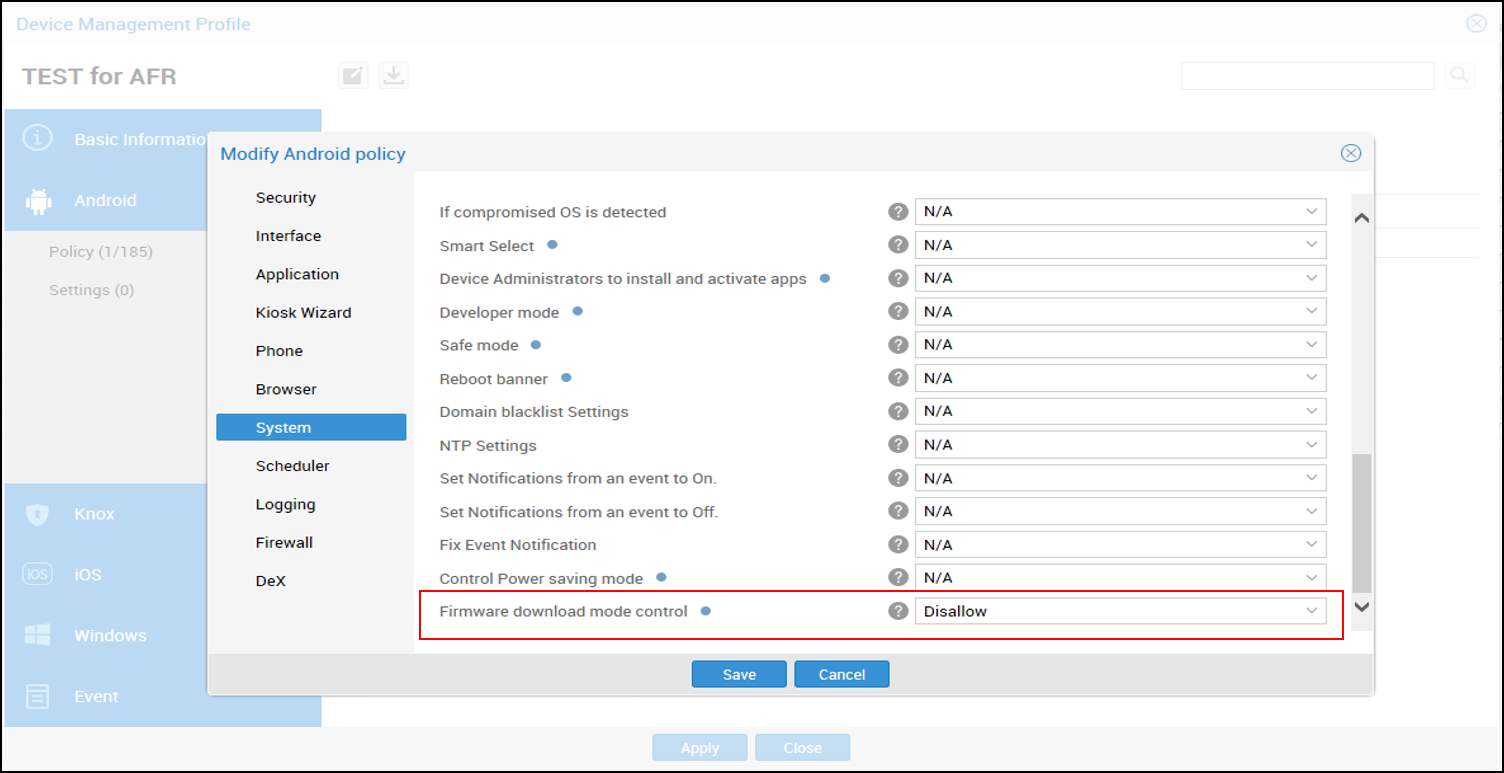 Device Management Profile
TEST for AFR
Basic Informatio
Android
Policy (1/185)
Settings (0)
Knox
iOS iOS
Windows
Event
Modify Android policy
Security
Interface
Application
Kiosk Wizard
Phone
Browser
System
Scheduler
Logging
Firewall
DeX
If compromised OS is detected ? N/A
Smart Select ? N/A
Device Administrators to install and activate apps ? N/A
Developer mode ? N/A
Safe mode ? N/A
Reboot banner ? N/A
Domain blacklist Settings ? N/A
NTP Settings ? N/A
Set Notifications from an event to On. ? N/A
Set Notifications from an event to Off. ? N/A
Fix Event Notification ? N/A
Control Power saving mode ? N/A
Firmware download mode control ? Disallow
Save Cancel
Apply Close